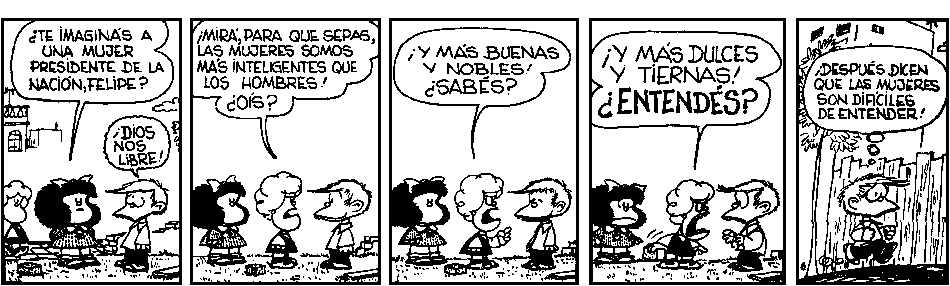 ¿TE IMAGINÁS A
UNA MUJER
PRESIDENTE DE LA
NACIÓN, FELIPE?
¡DIOS
NOS
LIBRE!
¡MIRÁ, PARA QUE SEPAS,
LAS MUJERES SOMOS
MÁS INTELIGENTES QUE
LOS HOMBRES!
¿OÍS?
¡Y MÁS BUENAS
Y NOBLES!
¿SABÉS?
¡Y MÁS DULCES
Y TIERNAS!
¿ENTENDÉS?
¡DESPUÉS DICEN
QUE LAS MUJERES
SON DIFÍCILES
DE ENTENDER!